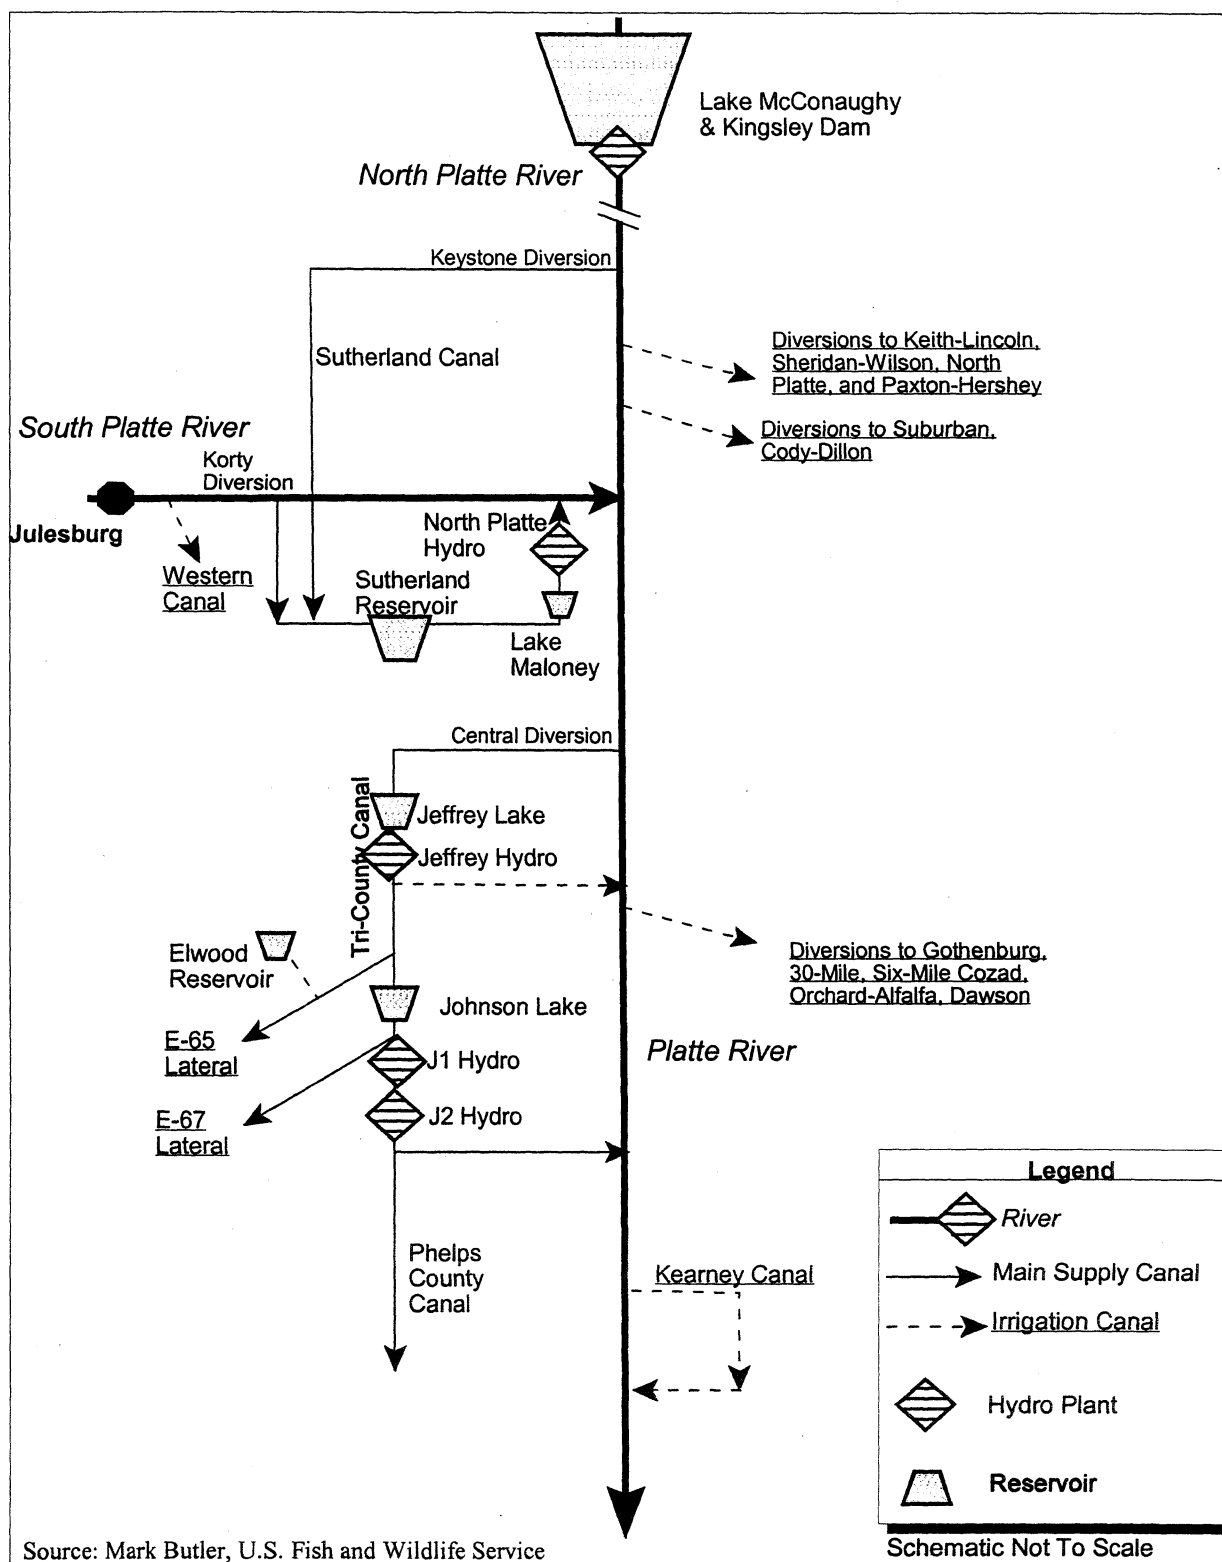 Lake McConaughy
& Kingsley Dam
North Platte River
Keystone Diversion
Sutherland Canal
Diversions to Keith-Lincoln,
Sheridan-Wilson, North
Platte, and Paxton-Hershey
South Platte River
Diversions to Suburban,
Cody-Dillon
Korty
Diversion
Julesburg
North Platte
Hydro
Western
Canal
Sutherland
Reservoir
Lake
Maloney
Central Diversion
Tri-County Canal
Jeffrey Lake
Jeffrey Hydro
Elwood
Reservoir
Diversions to Gothenburg,
30-Mile, Six-Mile Cozad,
Orchard-Alfalfa, Dawson
Johnson Lake
E-65
Lateral
J1 Hydro
Platte River
E-67
Lateral
J2 Hydro
Phelps
County
Canal
Kearney Canal
Legend
River
Main Supply Canal
Irrigation Canal
Hydro Plant
Reservoir
Schematic Not To Scale
Source: Mark Butler, U.S. Fish and Wildlife Service